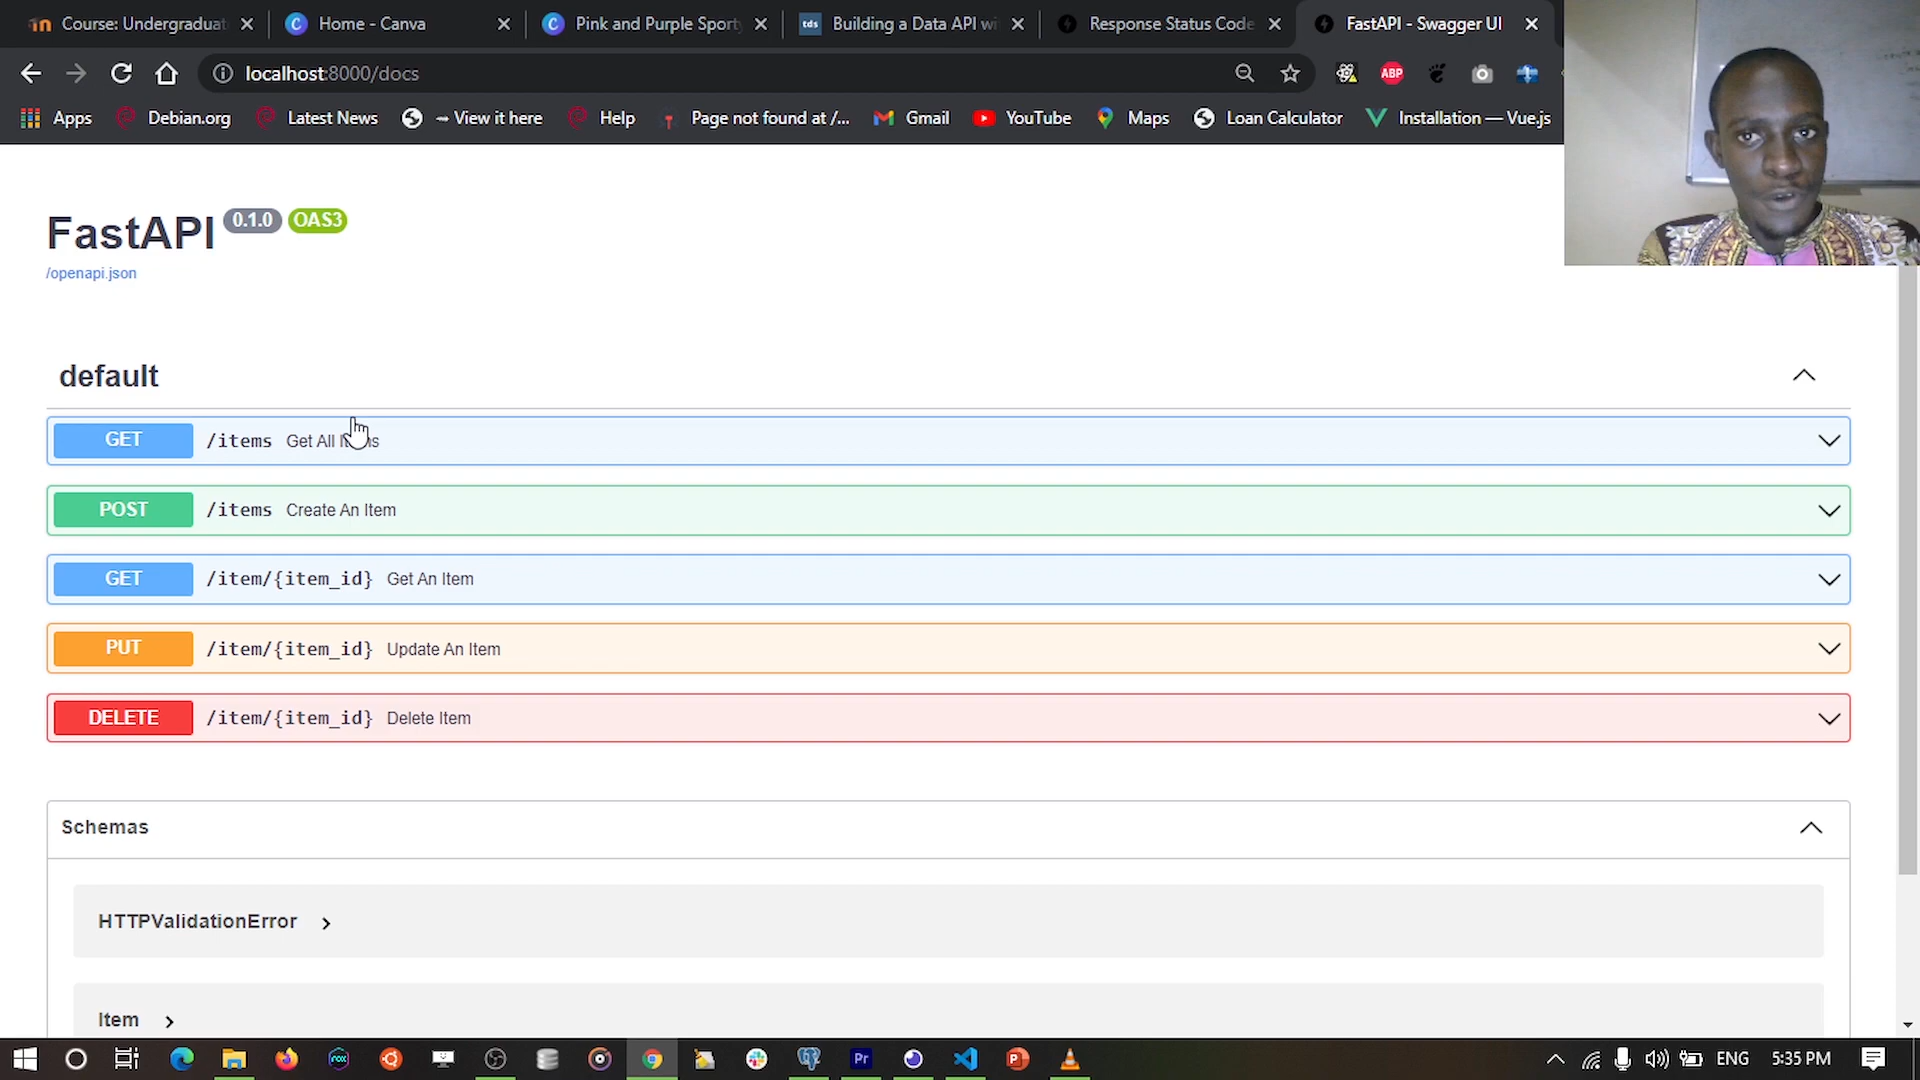 Course: Undergraduat
Home - Canva
Pink and Purple Sport
Building a Data API wi
Response Status Code
FastAPI - Swagger UI
localhost:8000/docs
ABP
Apps
Debian.org
Latest News
→ View it here
Help
Page not found at /...
Gmail
YouTube
Maps
Loan Calculator
Installation — Vue.js
FastAPI 0.1.0 OAS3
/openapi.json
default
GET /items Get All Items
POST /items Create An Item
GET /item/{item_id} Get An Item
PUT /item/{item_id} Update An Item
DELETE /item/{item_id} Delete Item
Schemas
HTTPValidationError
Item
ENG
5:35 PM